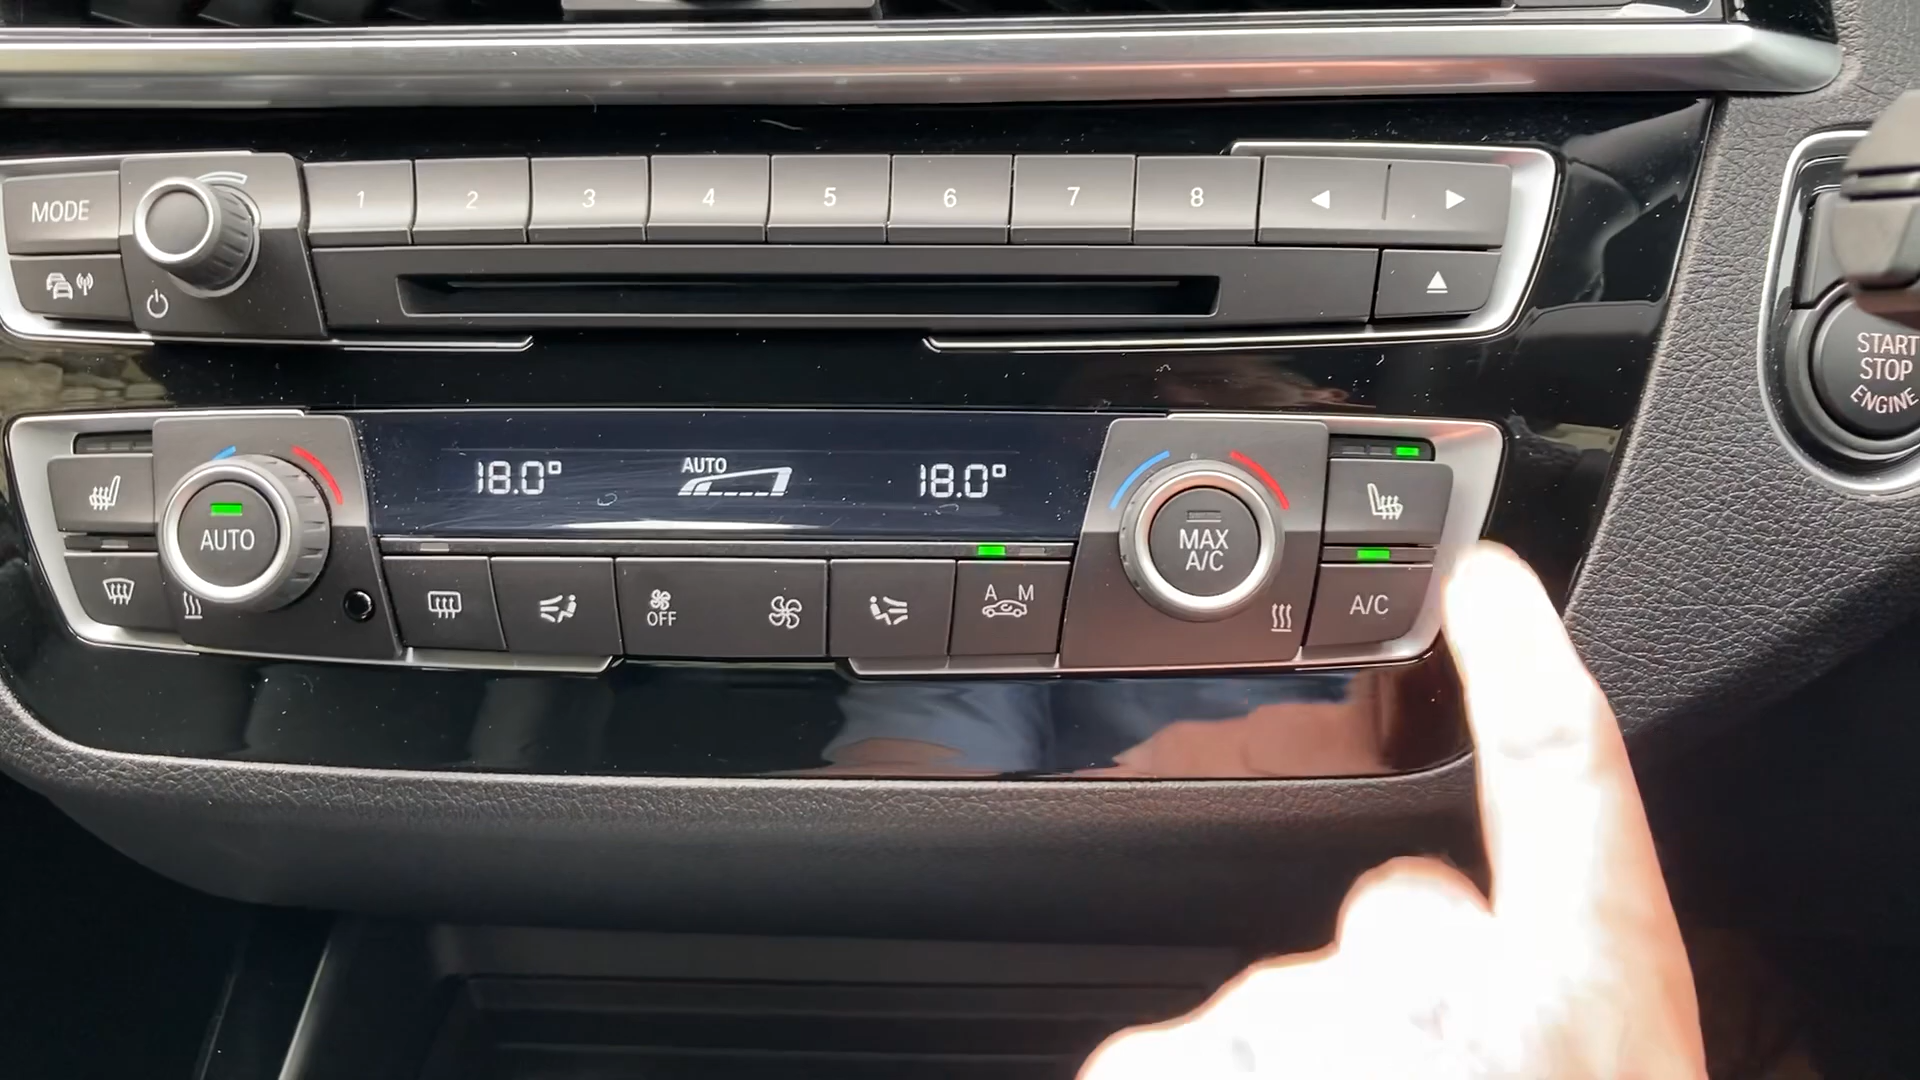 MODE
1
2
3
4
5
6
7
8
START
STOP
ENGINE
18.0°
AUTO
18.0°
AUTO
OFF
A M
MAX
A/C
A/C